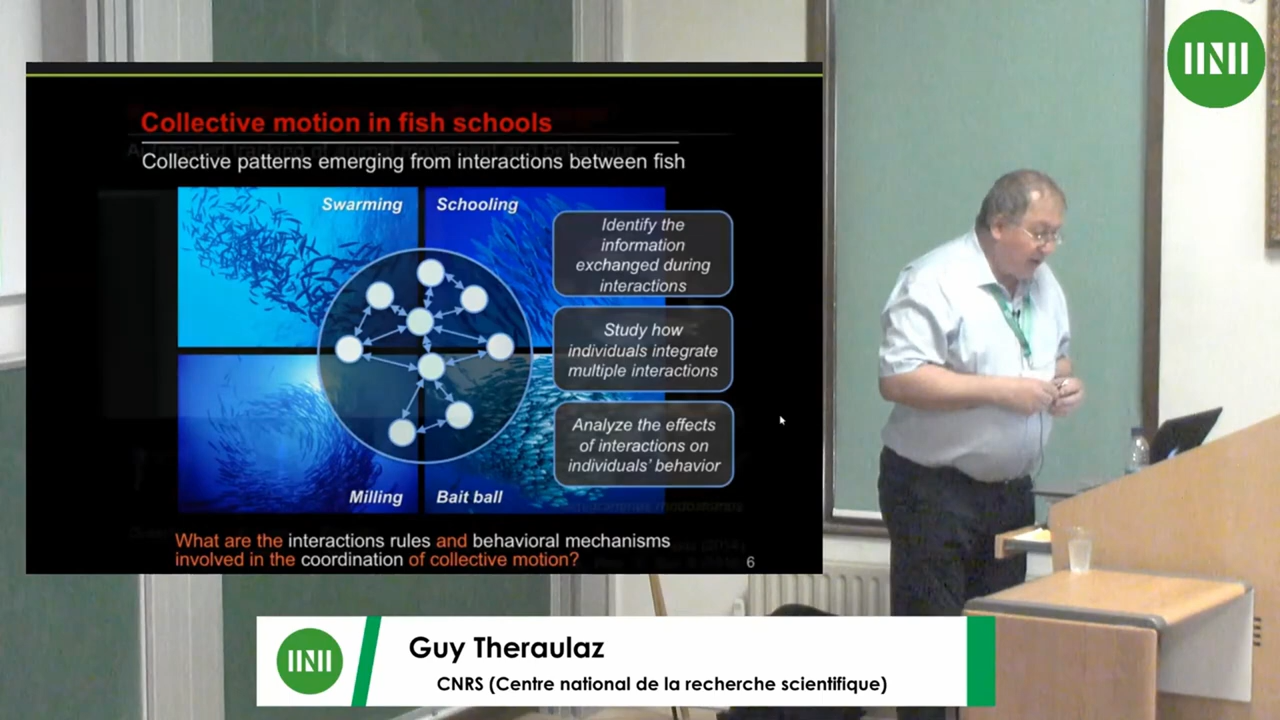 Collective motion in fish schools
Collective patterns emerging from interactions between fish
Swarming
Schooling
Identify the
information
exchanged during
interactions
Study how
individuals integrate
multiple interactions
Analyze the effects
of interactions on
individuals' behavior
Milling
Bait ball
What are the interactions rules and behavioral mechanisms
involved in the coordination of collective motion?
6
Guy Theraulaz
CNRS (Centre national de la recherche scientifique)